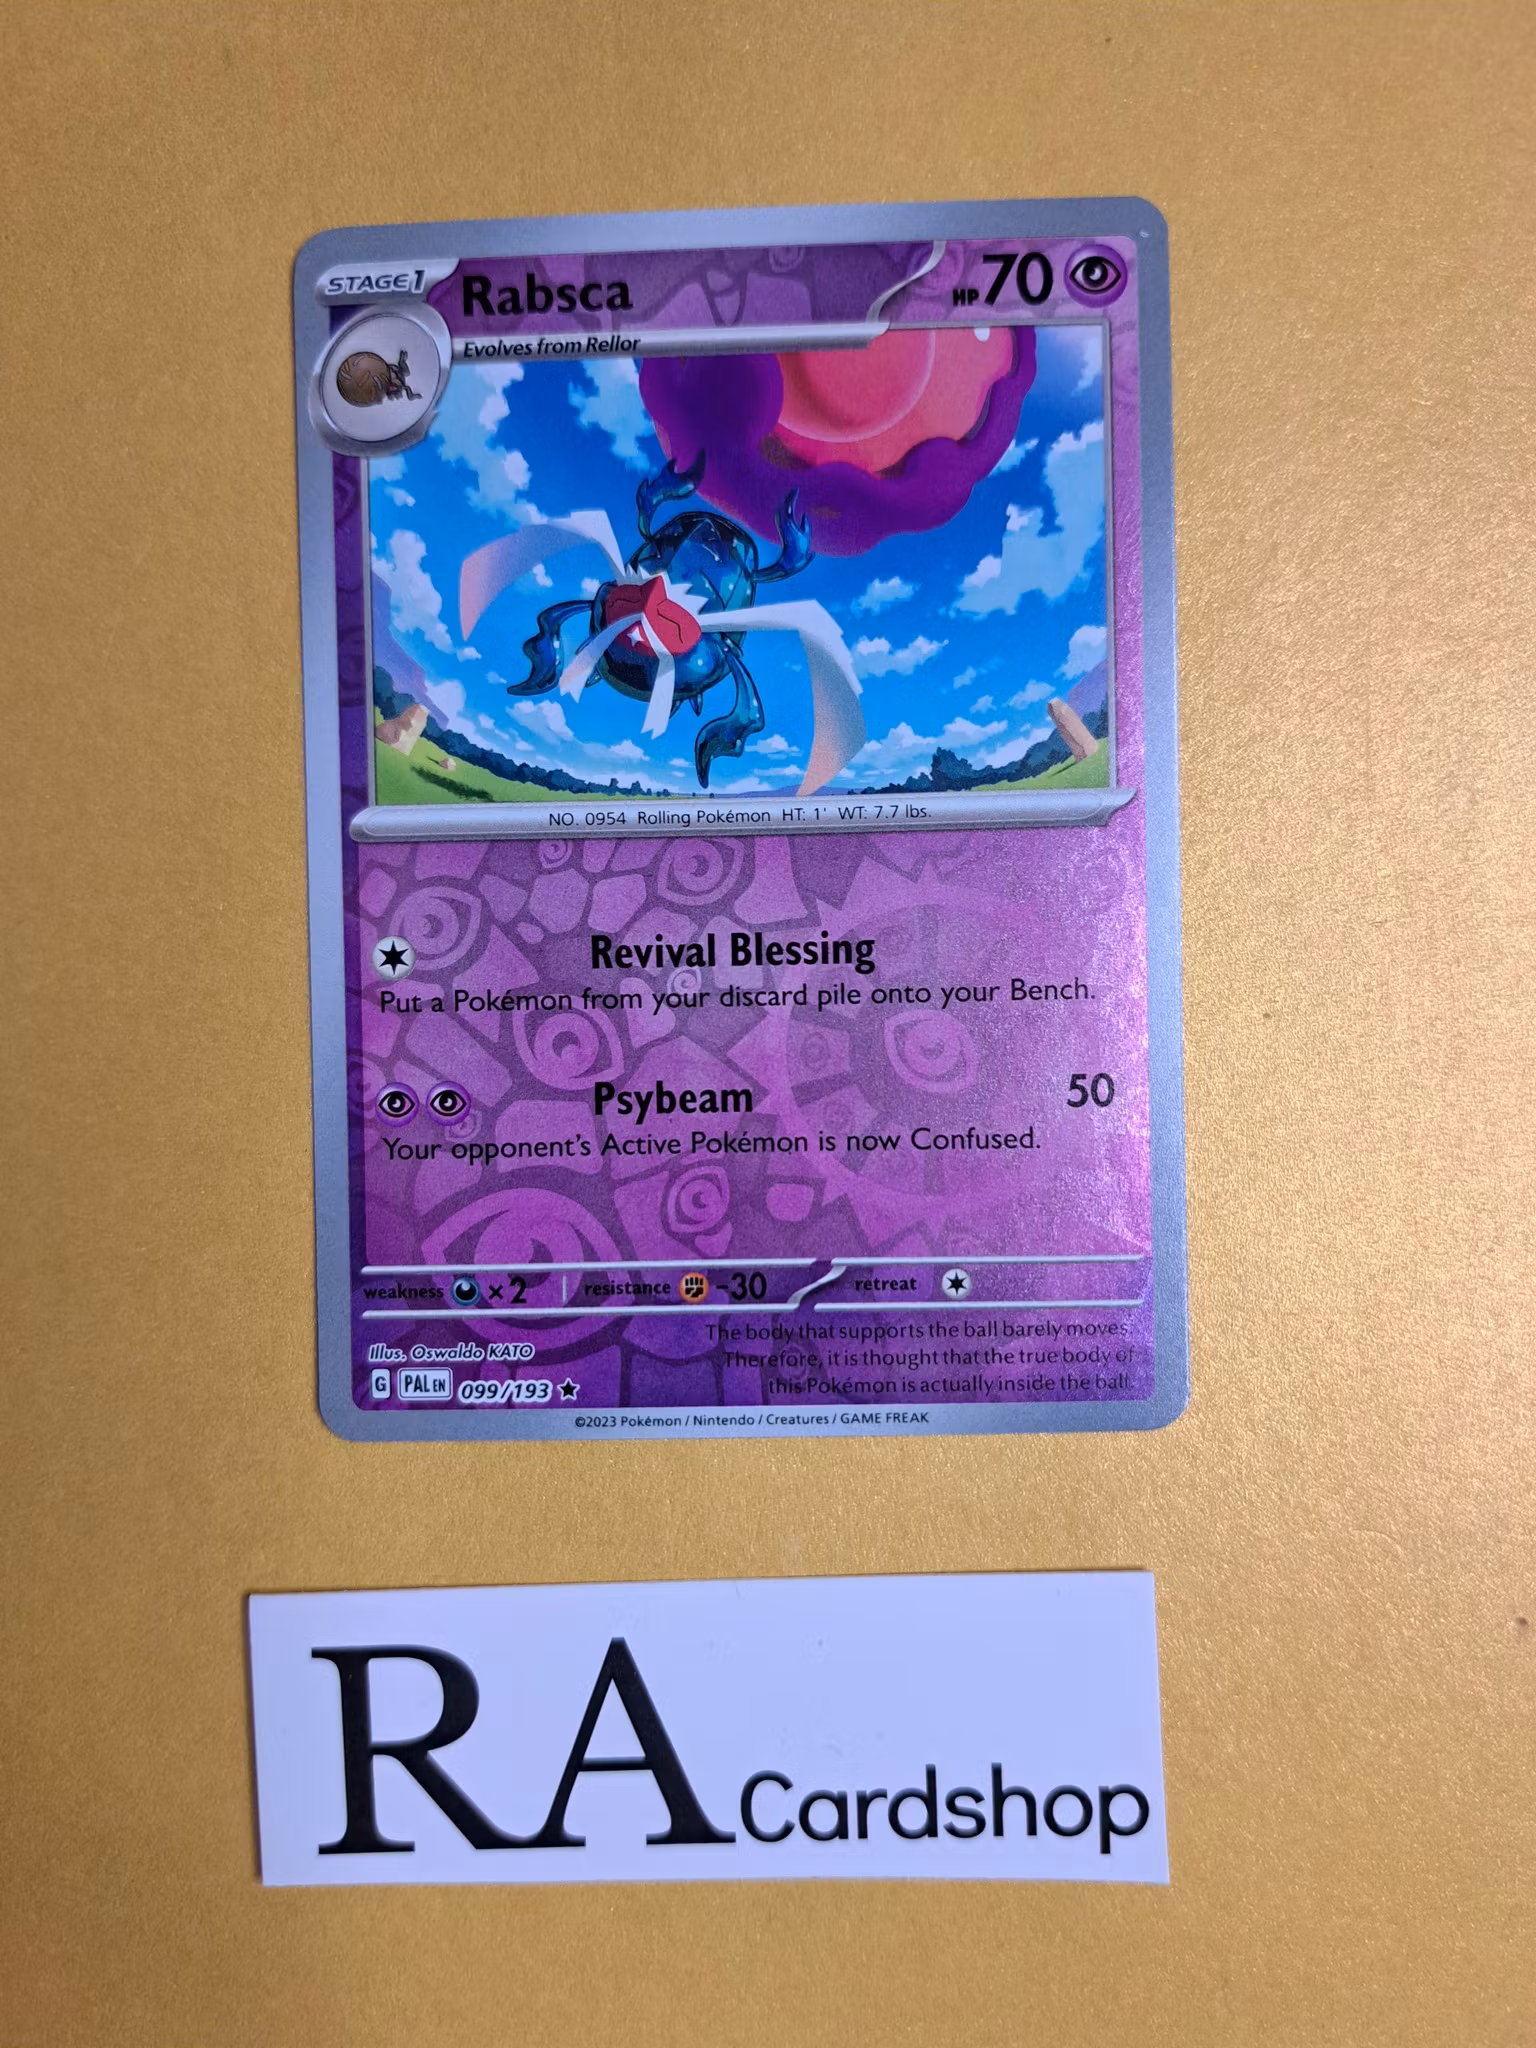 STAGE1
Rabsca
HP 70
Evolves from Rellor
NO. 0954 Rolling Pokémon HT: 1' WT: 7.7 lbs.
Revival Blessing
Put a Pokémon from your discard pile onto your Bench.
Psybeam 50
Your opponent's Active Pokémon is now Confused.
weakness ×2 resistance -30 retreat
The body that supports the ball barely moves.
Therefore, it is thought that the true body of
this Pokémon is actually inside the ball.
Illus. Oswaldo KATO
G PAL EN 099/193
©2023 Pokémon / Nintendo / Creatures / GAME FREAK
RA Cardshop